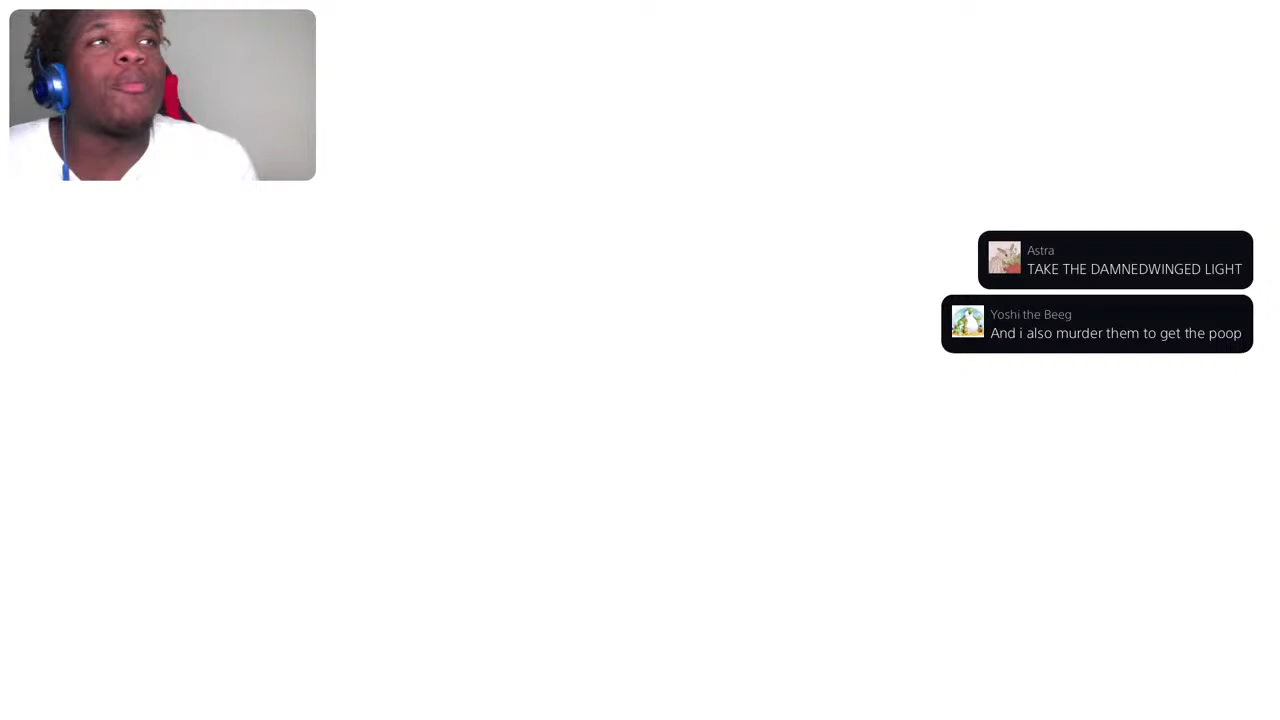 Astra
TAKE THE DAMNEDWINGED LIGHT
Yoshi the Beeg
And i also murder them to get the poop